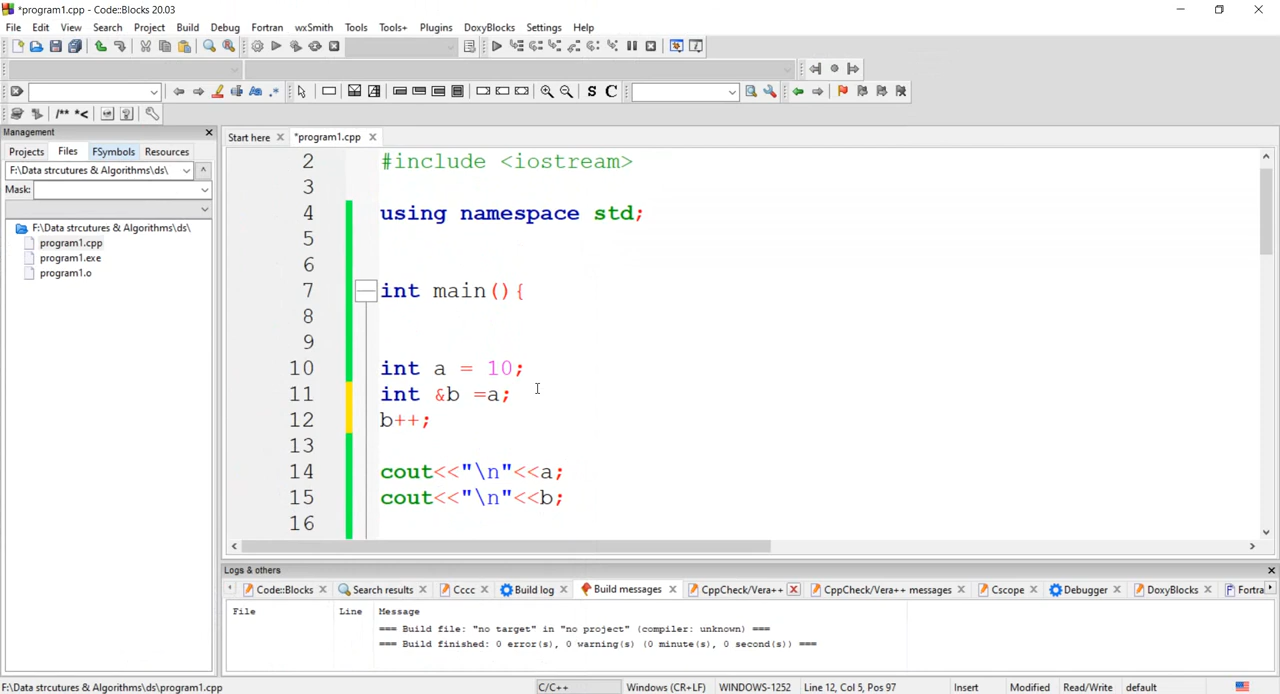 *program1.cpp - Code::Blocks 20.03
File Edit View Search Project Build Debug Fortran wxSmith Tools Tools+ Plugins DoxyBlocks Settings Help
/** *< S C
Management
Projects Files FSymbols Resources
F:\Data strcutures & Algorithms\ds\
Mask:
F:\Data strcutures & Algorithms\ds\
program1.cpp
program1.exe
program1.o
Start here *program1.cpp
2 #include <iostream>
3
4 using namespace std;
5
6
7 int main(){
8
9
10 int a = 10;
11 int &b =a;
12 b++;
13
14 cout<<"\n"<<a;
15 cout<<"\n"<<b;
16
Logs & others
Code::Blocks Search results Cccc Build log Build messages CppCheck/Vera++ CppCheck/Vera++ messages Cscope Debugger DoxyBlocks Fortra
File Line Message
=== Build file: "no target" in "no project" (compiler: unknown) ===
=== Build finished: 0 error(s), 0 warning(s) (0 minute(s), 0 second(s)) ===
F:\Data strcutures & Algorithms\ds\program1.cpp C/C++ Windows (CR+LF) WINDOWS-1252 Line 12, Col 5, Pos 97 Insert Modified Read/Write default